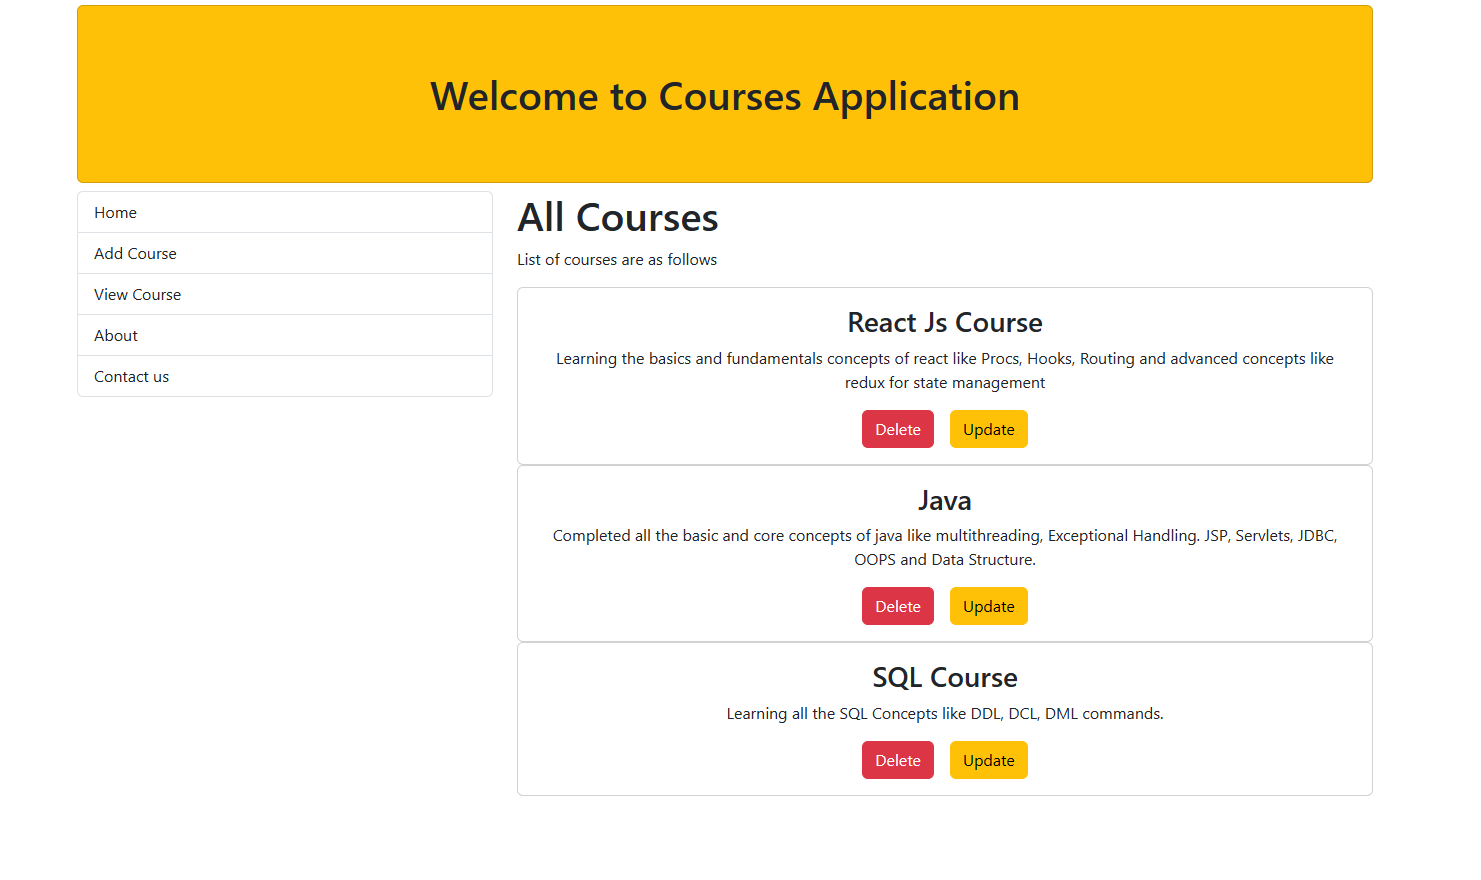 Welcome to Courses Application
Home
Add Course
View Course
About
Contact us
All Courses
List of courses are as follows
React Js Course
Learning the basics and fundamentals concepts of react like Procs, Hooks, Routing and advanced concepts like
redux for state management
Delete Update
Java
Completed all the basic and core concepts of java like multithreading, Exceptional Handling. JSP, Servlets, JDBC,
OOPS and Data Structure.
Delete Update
SQL Course
Learning all the SQL Concepts like DDL, DCL, DML commands.
Delete Update